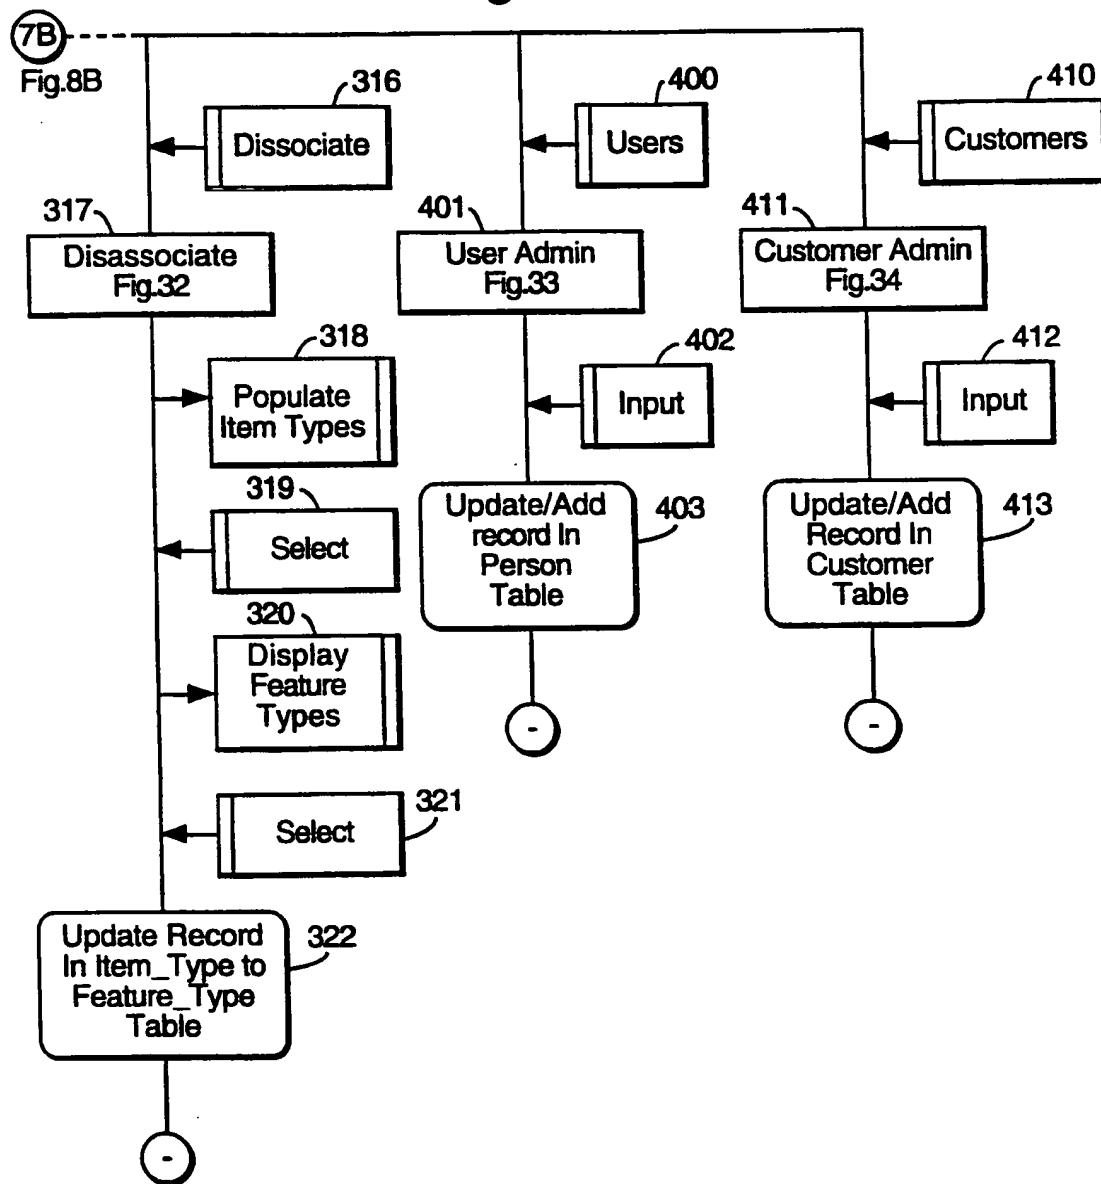 7B
Fig.8B
316
Dissociate
317
Disassociate
Fig.32
318
Populate
Item Types
319
Select
320
Display
Feature
Types
321
Select
Update Record
In Item_Type to
Feature_Type
Table
322
-
400
Users
401
User Admin
Fig.33
402
Input
Update/Add
record In
Person
Table
403
-
410
Customers
411
Customer Admin
Fig.34
412
Input
Update/Add
Record In
Customer
Table
413
-